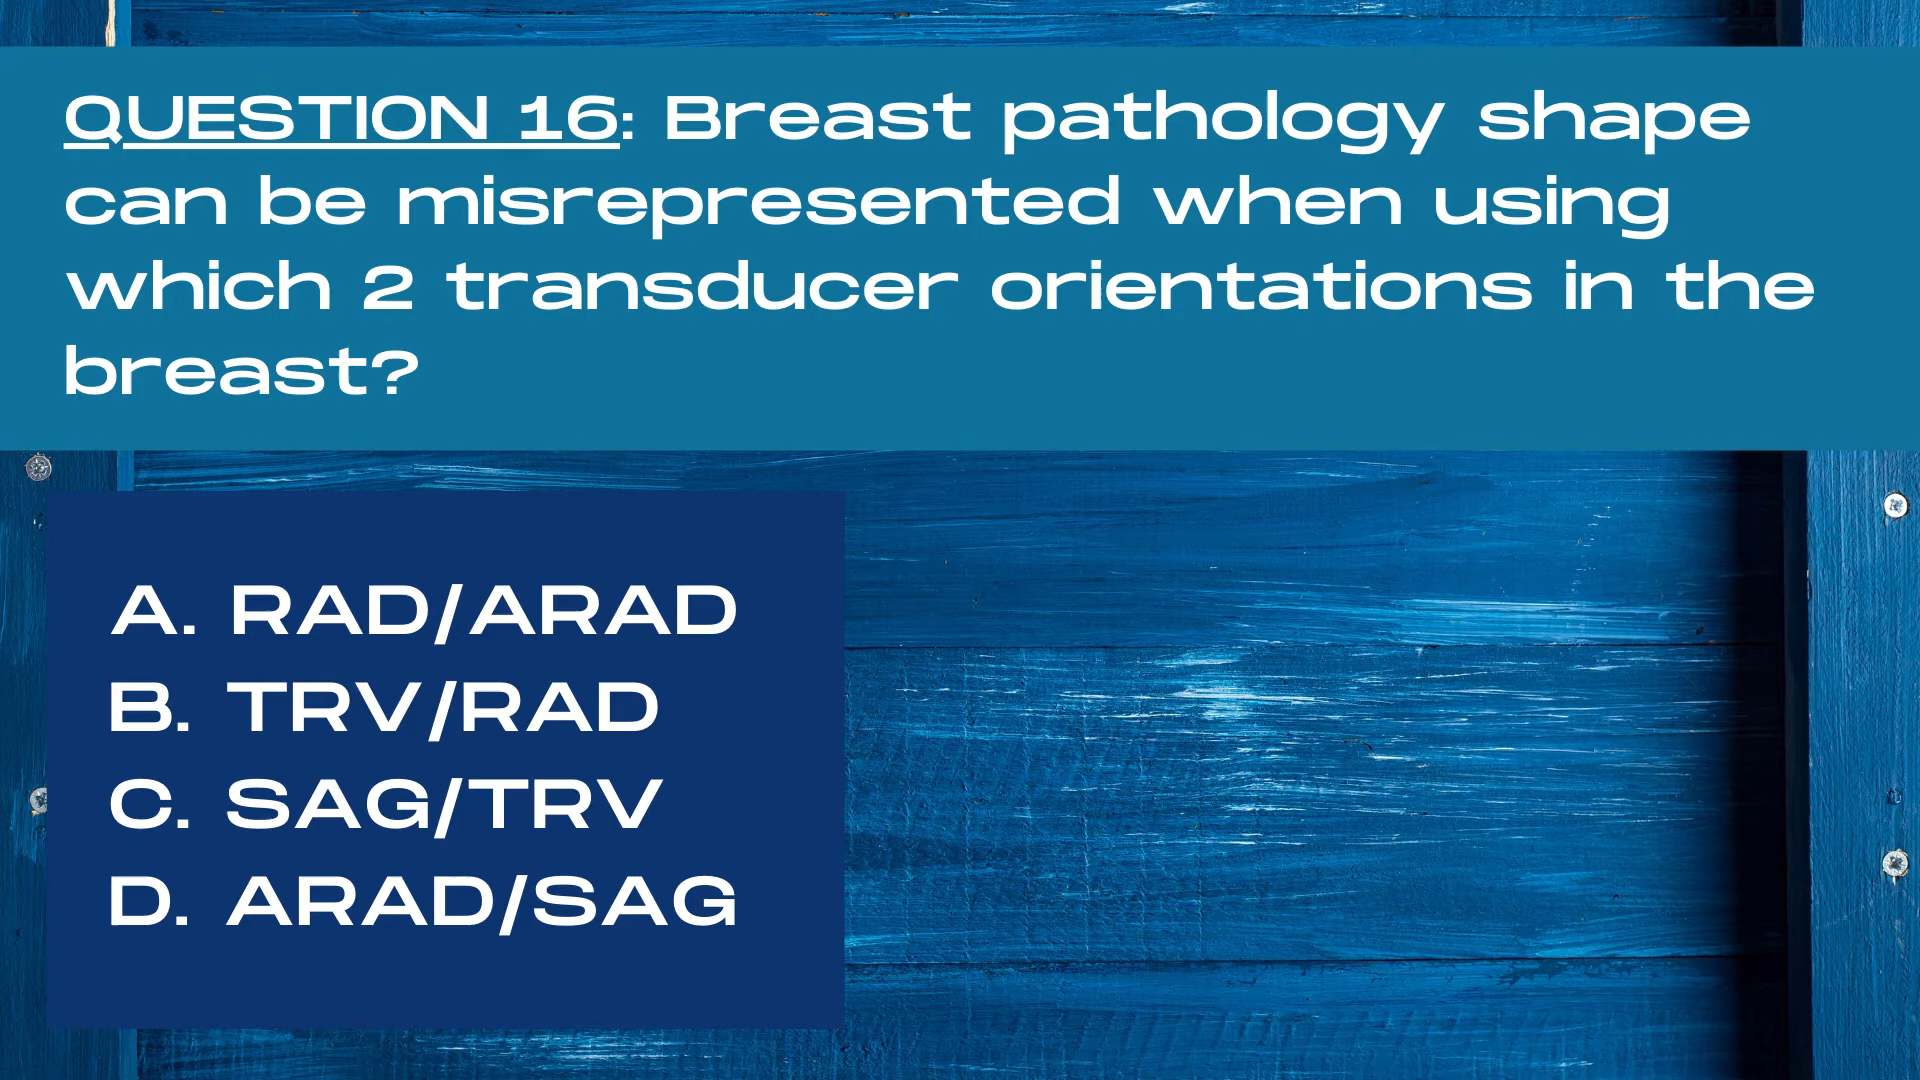 QUESTION 16: Breast pathology shape
can be misrepresented when using
which 2 transducer orientations in the
breast?
A. RAD/ARAD
B. TRV/RAD
C. SAG/TRV
D. ARAD/SAG